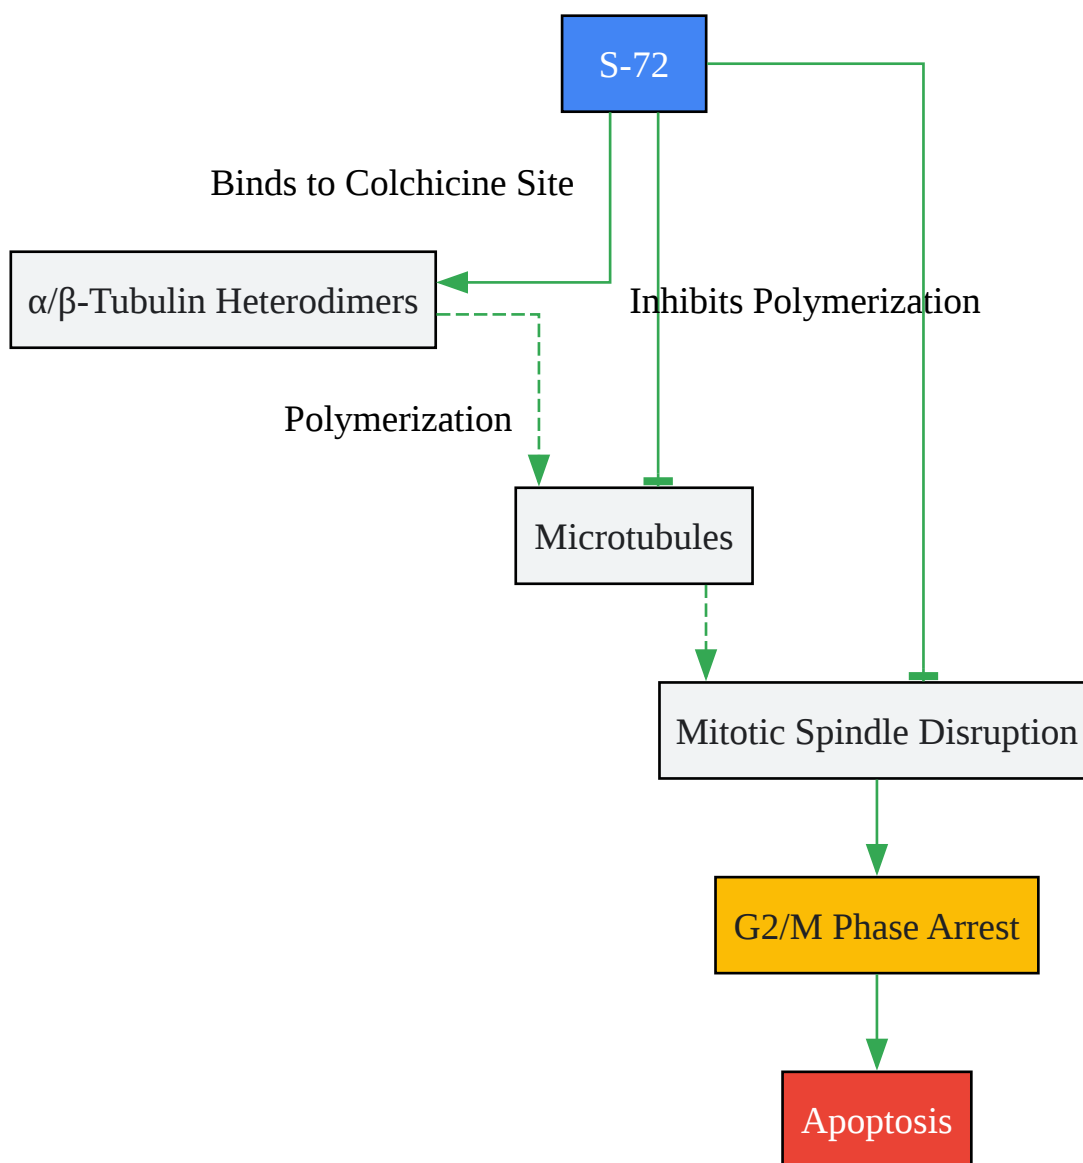 S-72
Binds to Colchicine Site
α/β-Tubulin Heterodimers
Inhibits Polymerization
Polymerization
Microtubules
Mitotic Spindle Disruption
G2/M Phase Arrest
Apoptosis